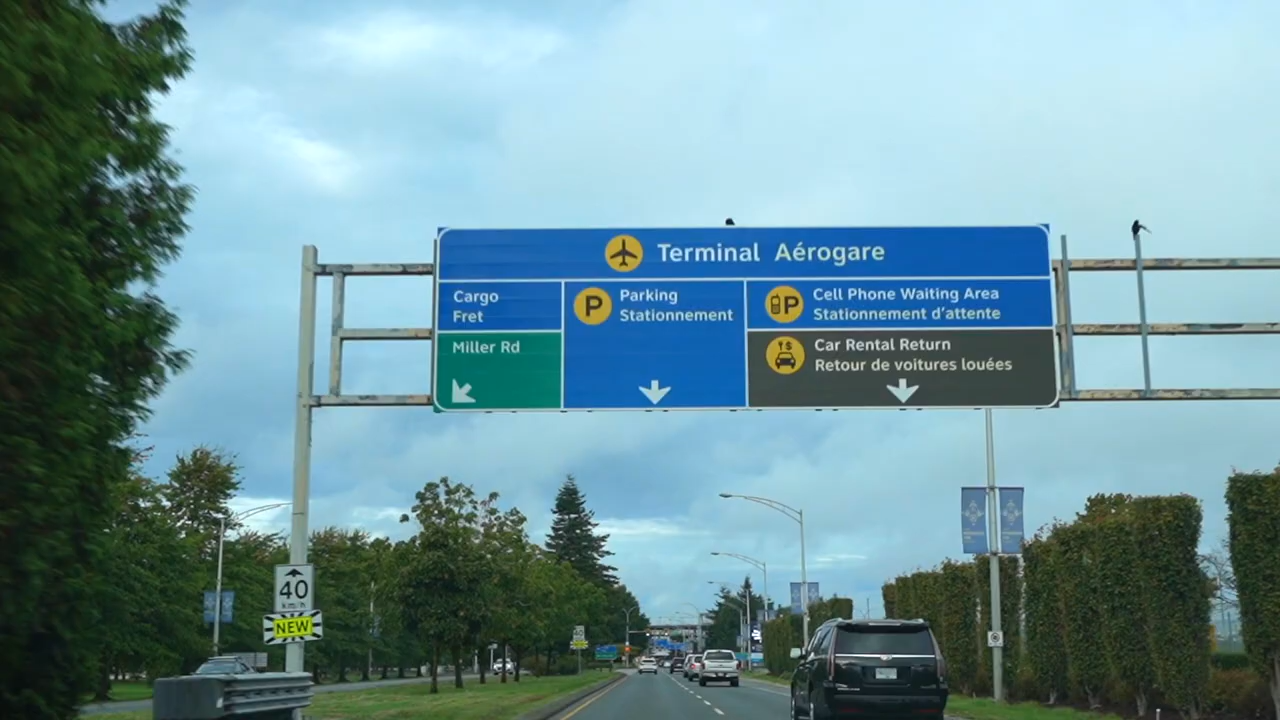 Terminal Aérogare
Cargo
Fret
Miller Rd
P Parking
Stationnement
P Cell Phone Waiting Area
Stationnement d'attente
$ Car Rental Return
Retour de voitures louées
40
km/h
NEW